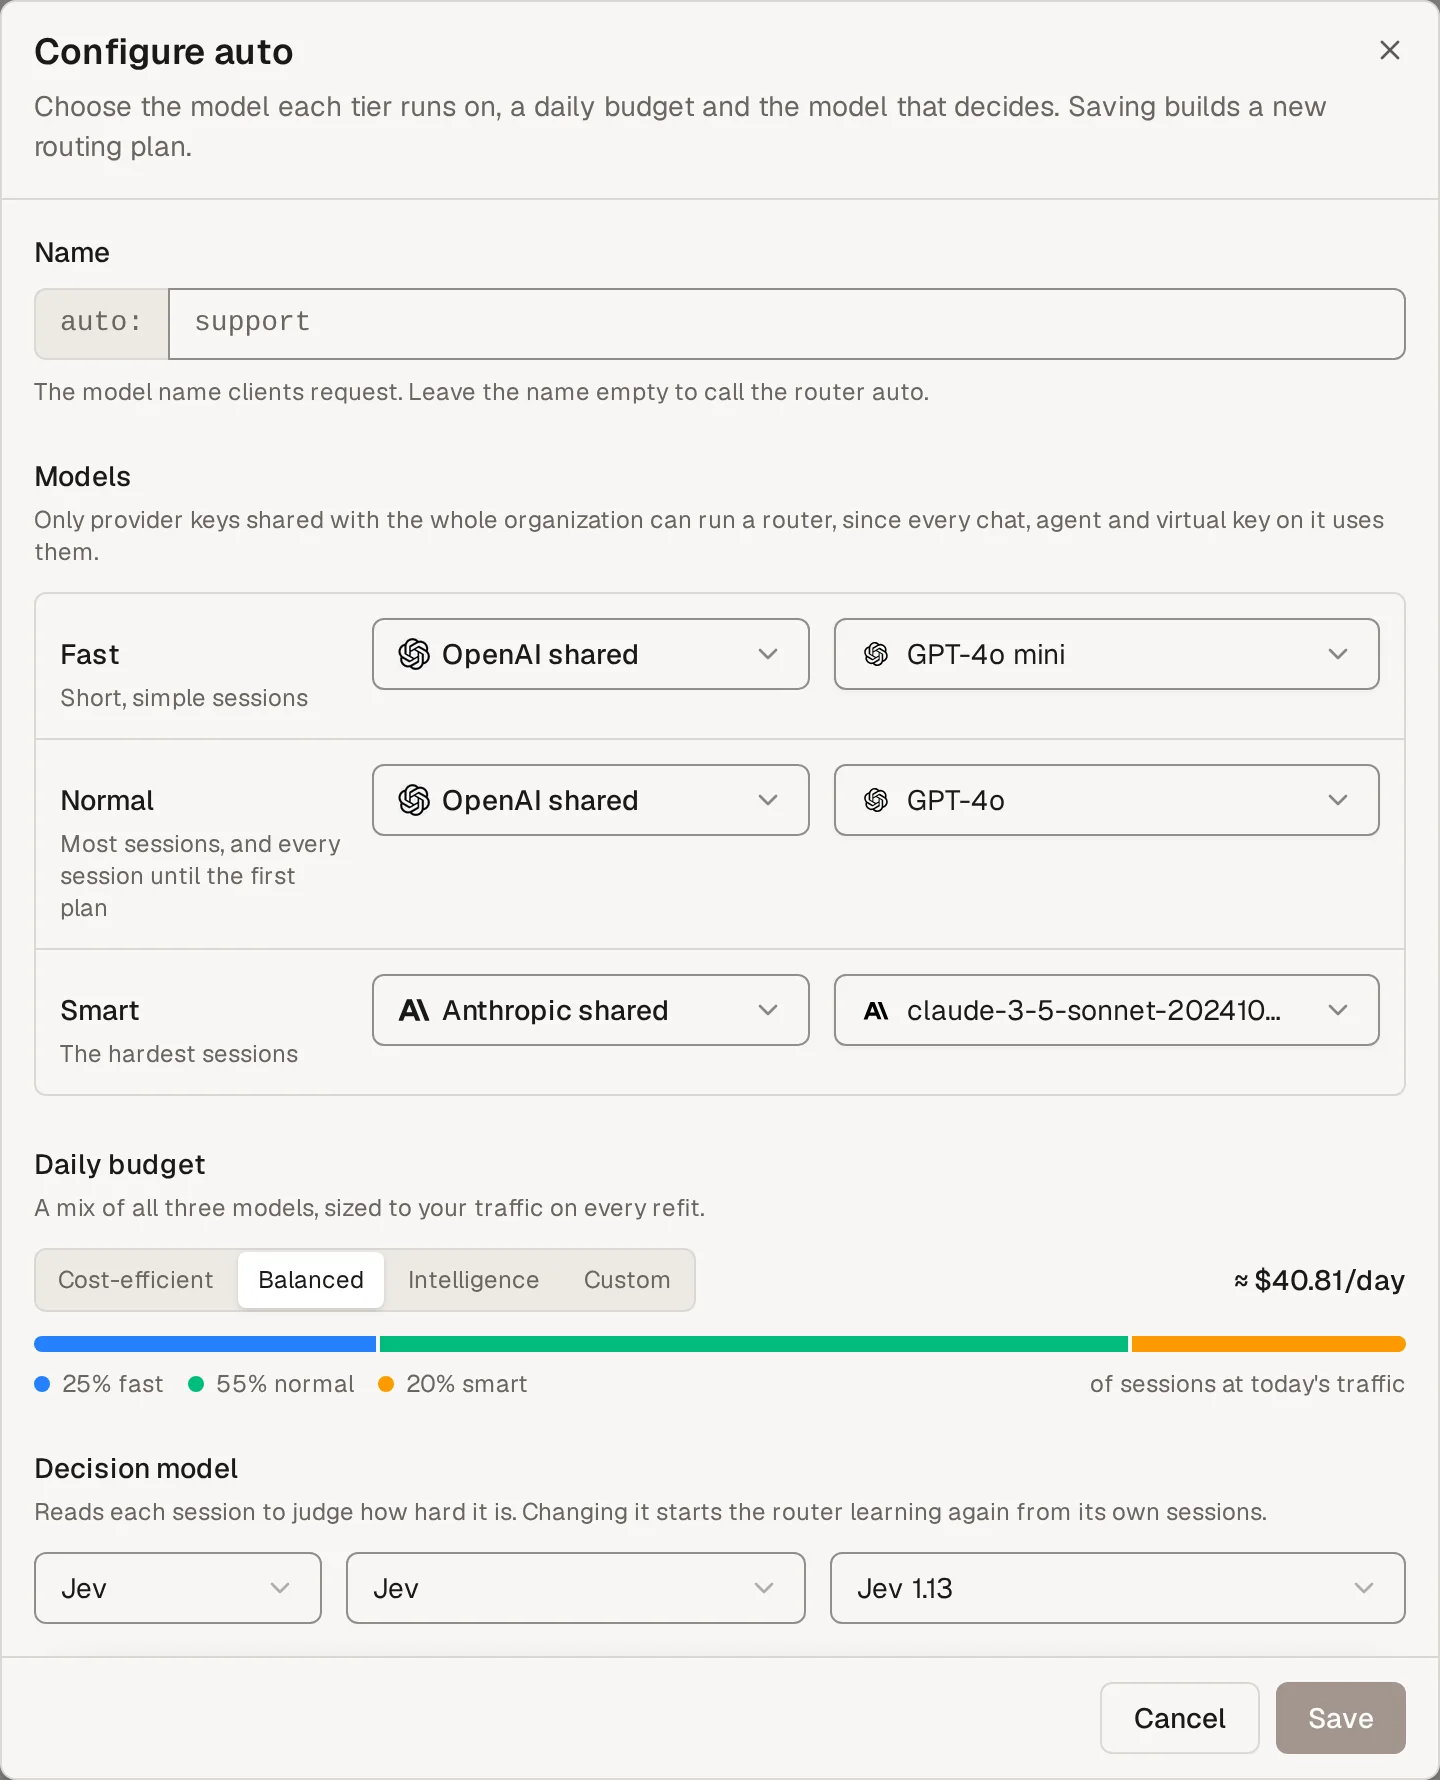 Configure auto
Choose the model each tier runs on, a daily budget and the model that decides. Saving builds a new
routing plan.
Name
auto: support
The model name clients request. Leave the name empty to call the router auto.
Models
Only provider keys shared with the whole organization can run a router, since every chat, agent and virtual key on it uses
them.
Fast
OpenAI shared
GPT-4o mini
Short, simple sessions
Normal
OpenAI shared
GPT-4o
Most sessions, and every
session until the first
plan
Smart
Anthropic shared
claude-3-5-sonnet-202410...
The hardest sessions
Daily budget
A mix of all three models, sized to your traffic on every refit.
Cost-efficient Balanced Intelligence Custom
≈ $40.81/day
25% fast 55% normal 20% smart
of sessions at today's traffic
Decision model
Reads each session to judge how hard it is. Changing it starts the router learning again from its own sessions.
Jev
Jev
Jev 1.13
Cancel
Save